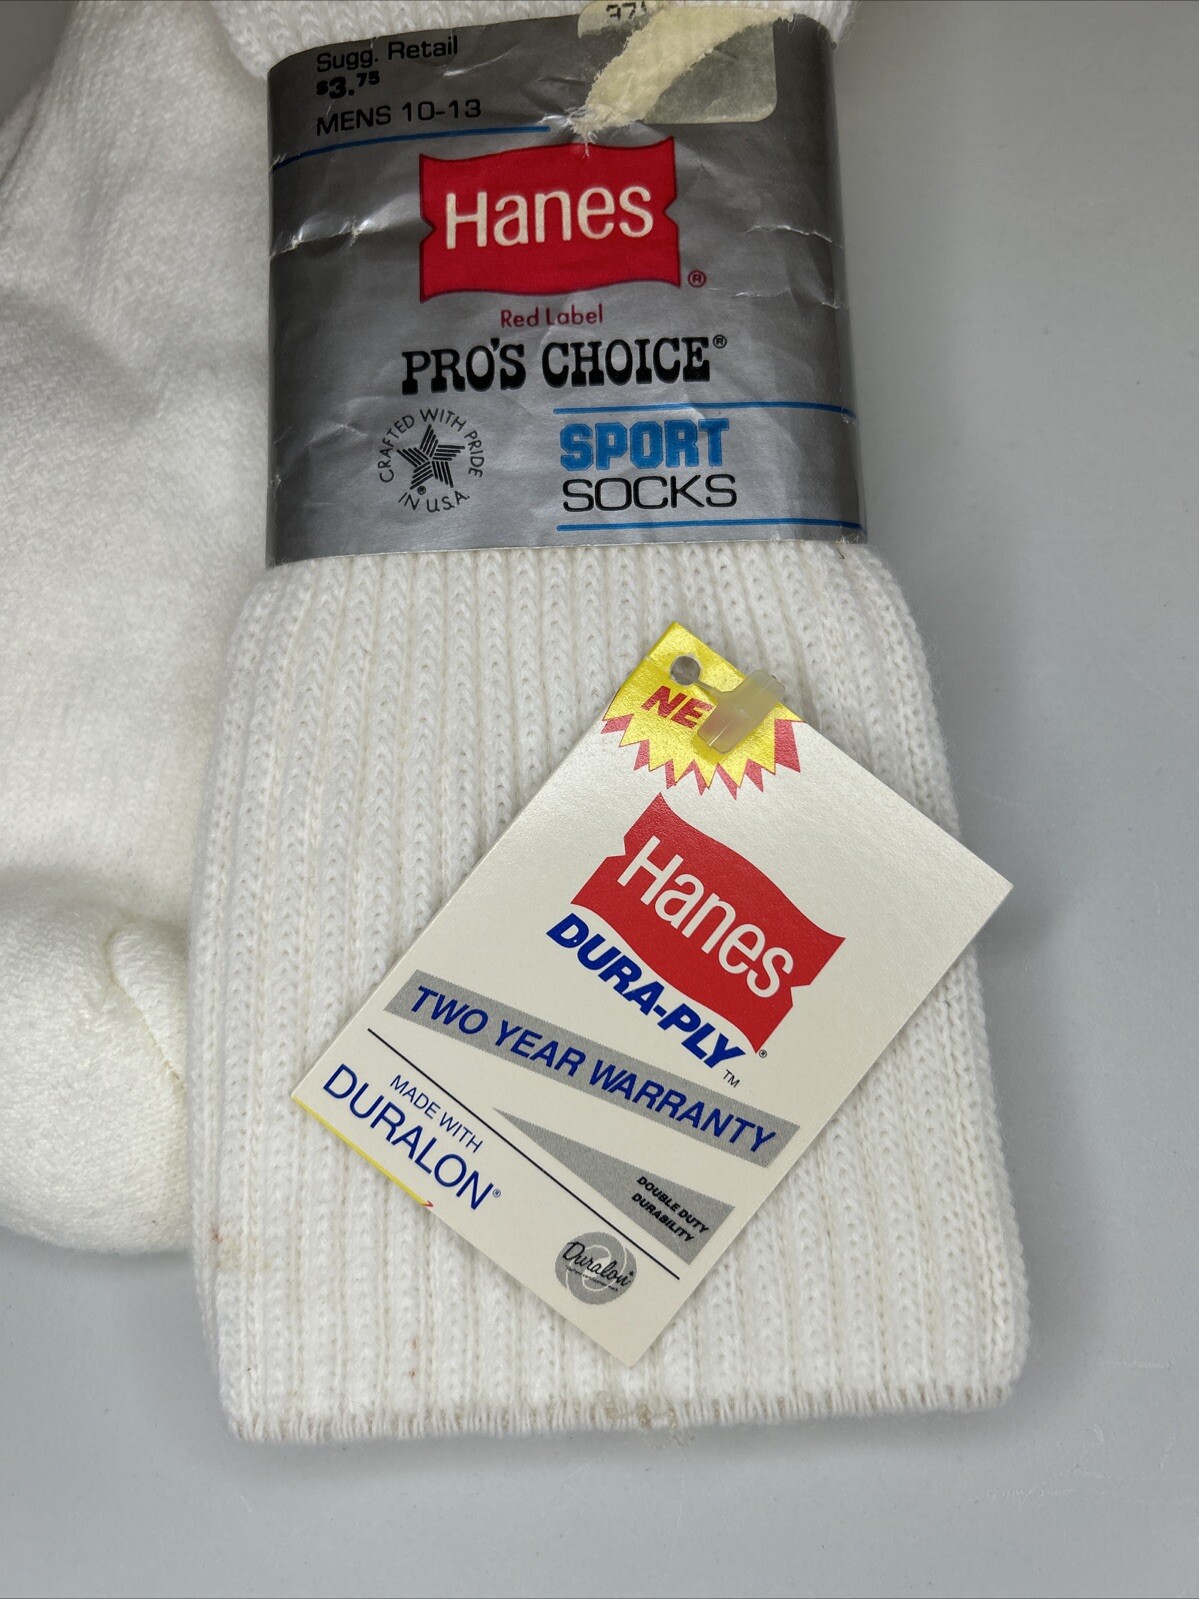 Sugg. Retail
$3.75
MENS 10-13
Hanes®
Red Label
PRO'S CHOICE®
CRAFTED WITH PRIDE
IN U.S.A.®
SPORT
SOCKS
Hanes®
DURA-PLY™
TWO YEAR WARRANTY
MADE WITH
DURALON®
DOUBLE DUTY
DURABILITY
Duralon